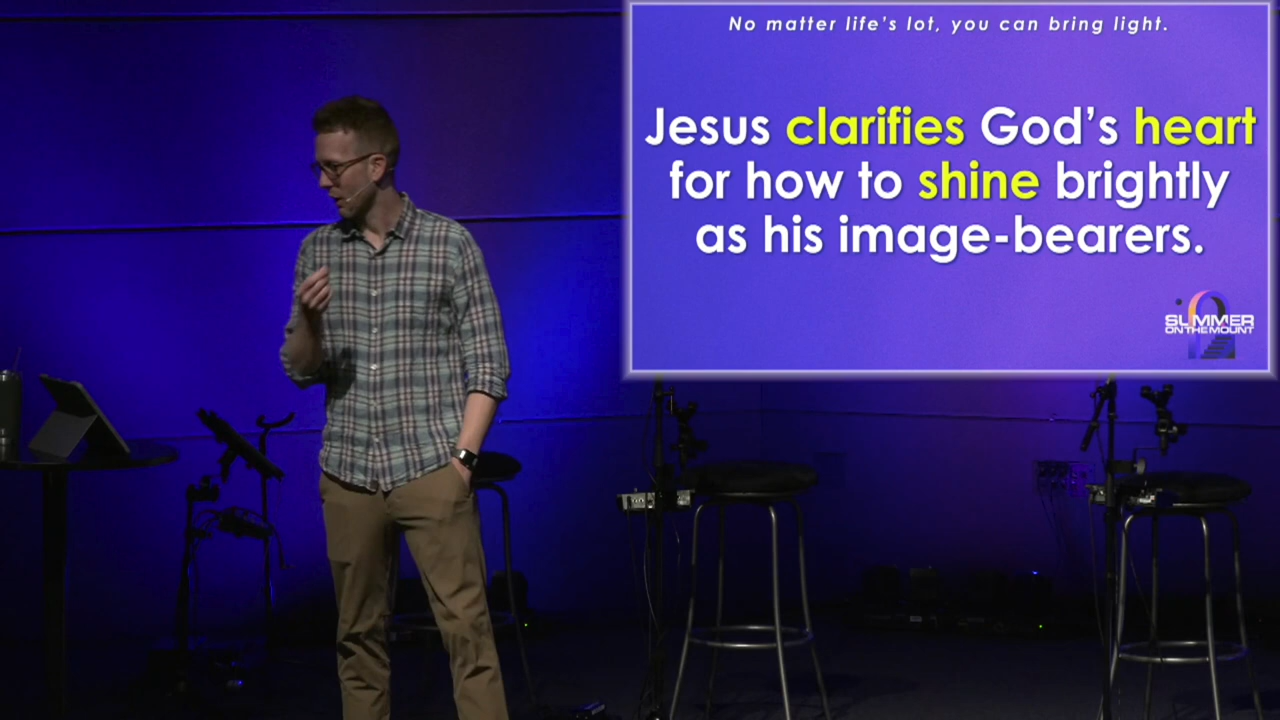 No matter life's lot, you can bring light.
Jesus clarifies God's heart
for how to shine brightly
as his image-bearers.
SUMMER
ON THE MOUNT